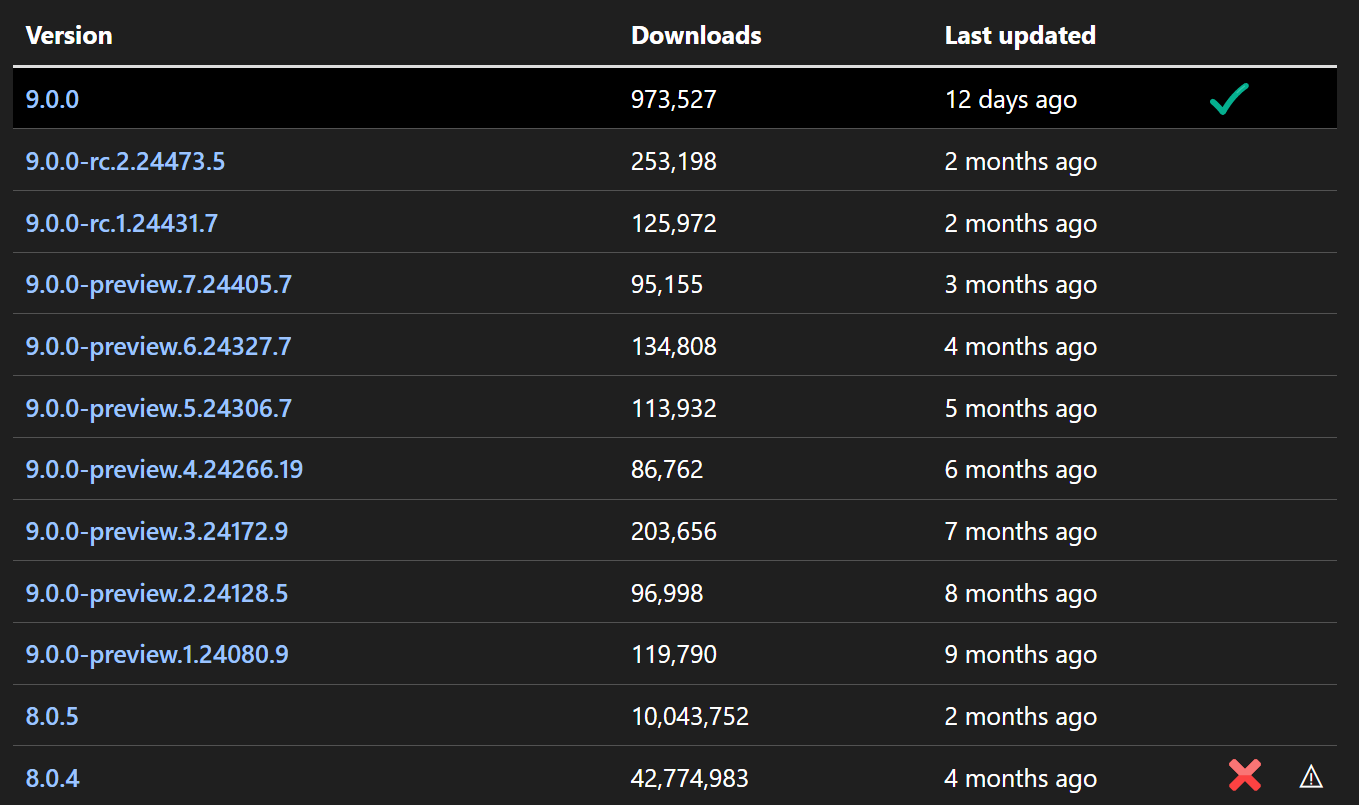 Version Downloads Last updated
9.0.0 973,527 12 days ago
9.0.0-rc.2.24473.5 253,198 2 months ago
9.0.0-rc.1.24431.7 125,972 2 months ago
9.0.0-preview.7.24405.7 95,155 3 months ago
9.0.0-preview.6.24327.7 134,808 4 months ago
9.0.0-preview.5.24306.7 113,932 5 months ago
9.0.0-preview.4.24266.19 86,762 6 months ago
9.0.0-preview.3.24172.9 203,656 7 months ago
9.0.0-preview.2.24128.5 96,998 8 months ago
9.0.0-preview.1.24080.9 119,790 9 months ago
8.0.5 10,043,752 2 months ago
8.0.4 42,774,983 4 months ago